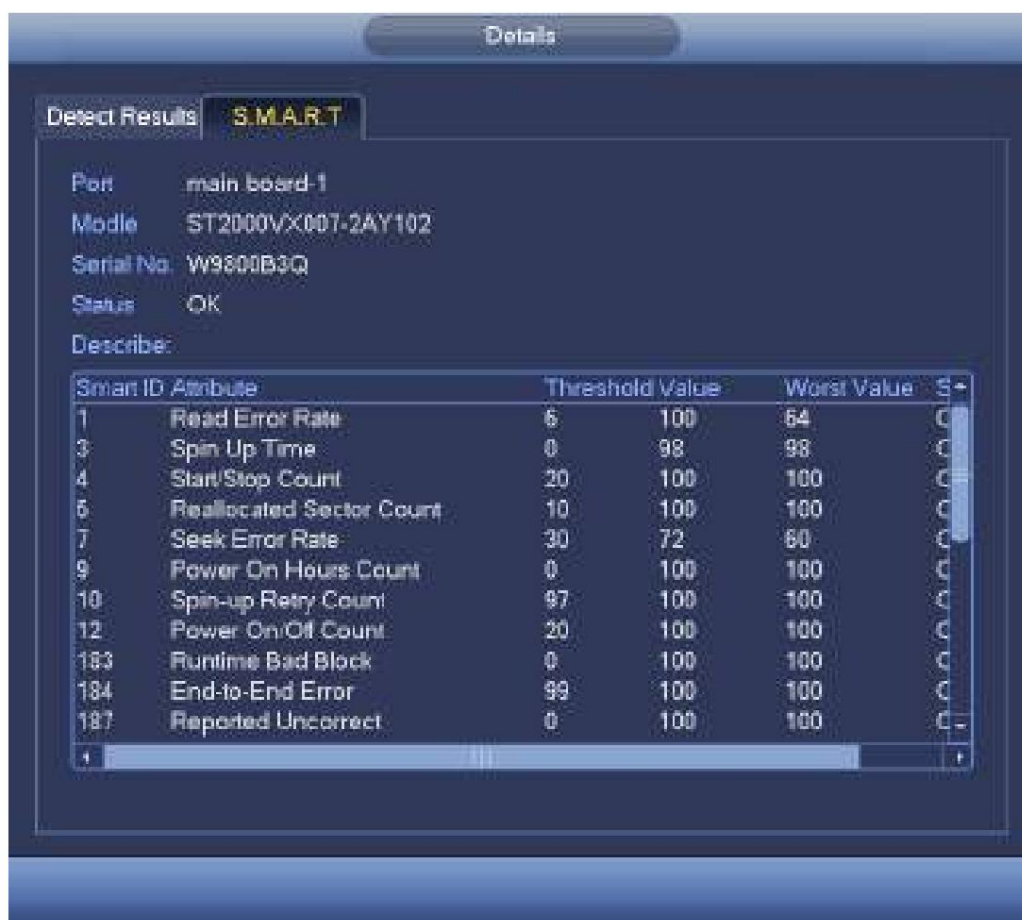 Details
Detect Results S.M.A.R.T
Port main board-1
Modle ST2000VX007-2AY102
Serial No. W9800B3Q
Status OK
Describe:
Smart ID Attribute Threshold Value Worst Value S
1 Read Error Rate 6 100 64
3 Spin Up Time 0 98 98
4 Start/Stop Count 20 100 100
5 Reallocated Sector Count 10 100 100
7 Seek Error Rate 30 72 60
9 Power On Hours Count 0 100 100
10 Spin-up Retry Count 97 100 100
12 Power On/Off Count 20 100 100
183 Runtime Bad Block 0 100 100
184 End-to-End Error 99 100 100
187 Reported Uncorrect 0 100 100